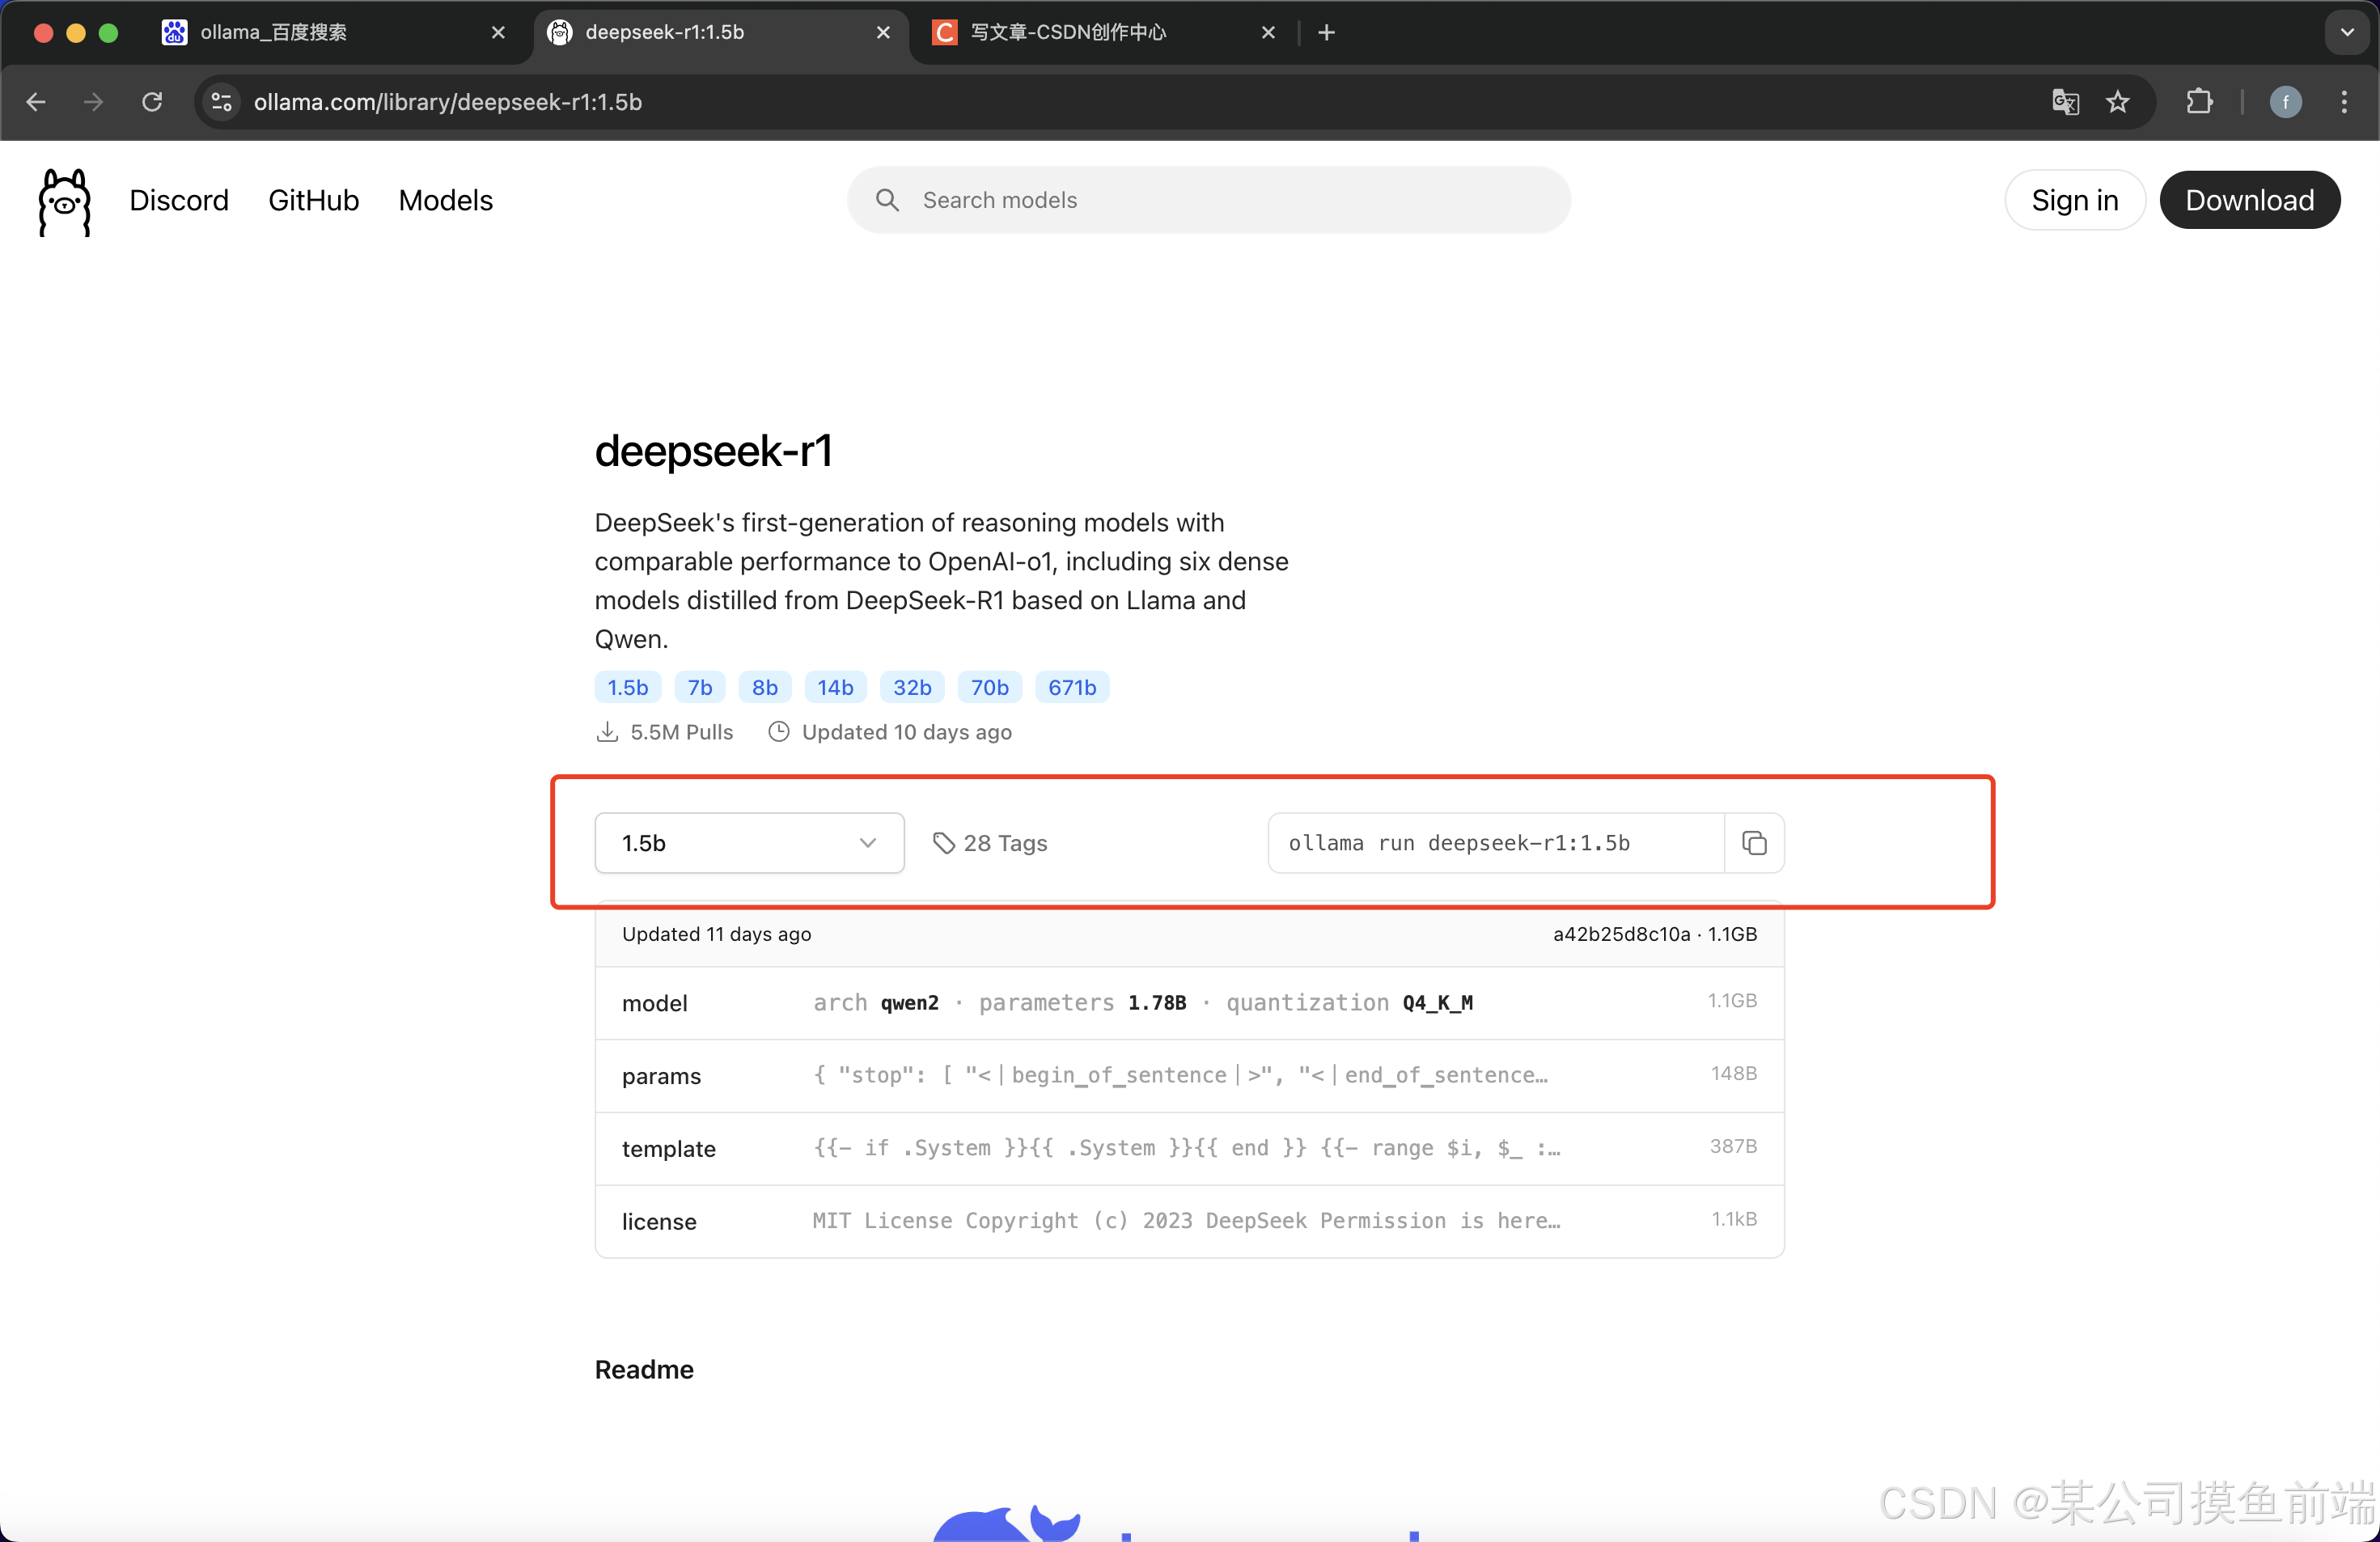 ollama_百度搜索
deepseek-r1:1.5b
写文章-CSDN创作中心
ollama.com/library/deepseek-r1:1.5b
f
Discord GitHub Models
Search models
Sign in
Download
deepseek-r1
DeepSeek's first-generation of reasoning models with
comparable performance to OpenAI-o1, including six dense
models distilled from DeepSeek-R1 based on Llama and
Qwen.
1.5b 7b 8b 14b 32b 70b 671b
5.5M Pulls Updated 10 days ago
1.5b 28 Tags ollama run deepseek-r1:1.5b
Updated 11 days ago a42b25d8c10a · 1.1GB
model arch qwen2 · parameters 1.78B · quantization Q4_K_M 1.1GB
params { "stop": [ "<｜begin_of_sentence｜>", "<｜end_of_sentence… 148B
template {{- if .System }}{{ .System }}{{ end }} {{- range $i, $_ :… 387B
license MIT License Copyright (c) 2023 DeepSeek Permission is here… 1.1kB
Readme
CSDN @某公司摸鱼前端